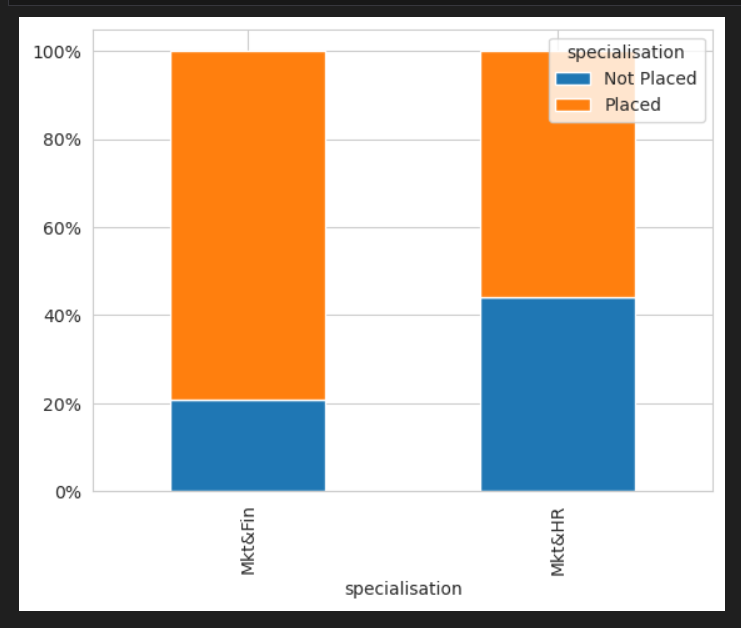 100%
80%
60%
40%
20%
0%
specialisation
Not Placed
Placed
Mkt&Fin
Mkt&HR
specialisation